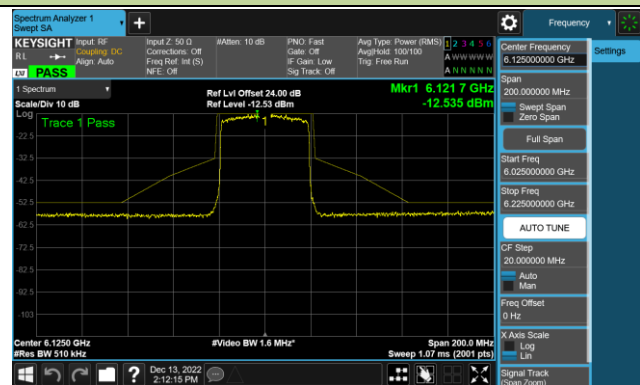 Spectrum Analyzer 1
Swept SA
+
Frequency
KEYSIGHT
RL
Input: RF
Coupling: DC
Align: Auto
Input Z: 50 Ω
Corrections: Off
Freq Ref: Int (S)
NFE: Off
#Atten: 10 dB
PNO: Fast
Gate: Off
IF Gain: Low
Sig Track: Off
Avg Type: Power (RMS)
Avg|Hold: 100/100
Trig: Free Run
1 2 3 4 5 6
A W W W W W
A N N N N N
LXI
PASS
1 Spectrum
Scale/Div 10 dB
Ref Lvl Offset 24.00 dB
Ref Level -12.53 dBm
Mkr1 6.121 7 GHz
-12.535 dBm
Log
Trace 1 Pass
1
-22.5
-32.5
-42.5
-52.5
-62.5
-72.5
-82.5
-92.5
-103
Center 6.1250 GHz
#Res BW 510 kHz
#Video BW 1.6 MHz*
Span 200.0 MHz
Sweep 1.07 ms (2001 pts)
Dec 13, 2022
2:12:15 PM
?
Center Frequency
6.125000000 GHz
Settings
Span
200.000000 MHz
Swept Span
Zero Span
Full Span
Start Freq
6.025000000 GHz
Stop Freq
6.225000000 GHz
AUTO TUNE
CF Step
20.000000 MHz
Auto
Man
Freq Offset
0 Hz
X Axis Scale
Log
Lin
Signal Track
(Span Zoom)